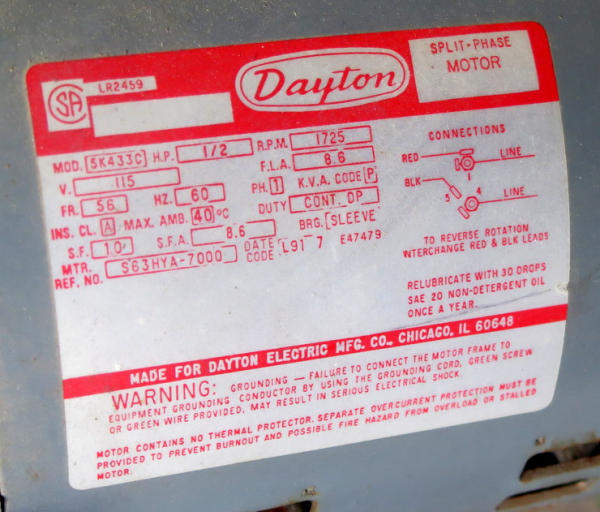 SA
LR2459
Dayton
SPLIT-PHASE
MOTOR
MOD. 5K433C H.P. 1/2 R.P.M. 1725
V. 115 F.L.A. 8.6
FR. 56 HZ. 60 PH. 1 K.V.A. CODE P
INS. CL. A MAX. AMB. 40 °C DUTY CONT. OP
S.F. 1.0 S.F.A. 8.6 BRG. SLEEVE
MTR.
REF. NO. S63HYA-7000 DATE
CODE L91 7 E47479
CONNECTIONS
RED 1 LINE
BLK
5 4 LINE
TO REVERSE ROTATION
INTERCHANGE RED & BLK LEADS
RELUBRICATE WITH 30 DROPS
SAE 20 NON-DETERGENT OIL
ONCE A YEAR.
MADE FOR DAYTON ELECTRIC MFG. CO., CHICAGO, IL 60648
WARNING: GROUNDING — FAILURE TO CONNECT THE MOTOR FRAME TO
EQUIPMENT GROUNDING CONDUCTOR BY USING THE GROUNDING CORD, GREEN SCREW
OR GREEN WIRE PROVIDED, MAY RESULT IN SERIOUS ELECTRICAL SHOCK.
MOTOR CONTAINS NO THERMAL PROTECTOR. SEPARATE OVERCURRENT PROTECTION MUST BE
PROVIDED TO PREVENT BURNOUT AND POSSIBLE FIRE HAZARD FROM OVERLOAD OR STALLED
MOTOR.